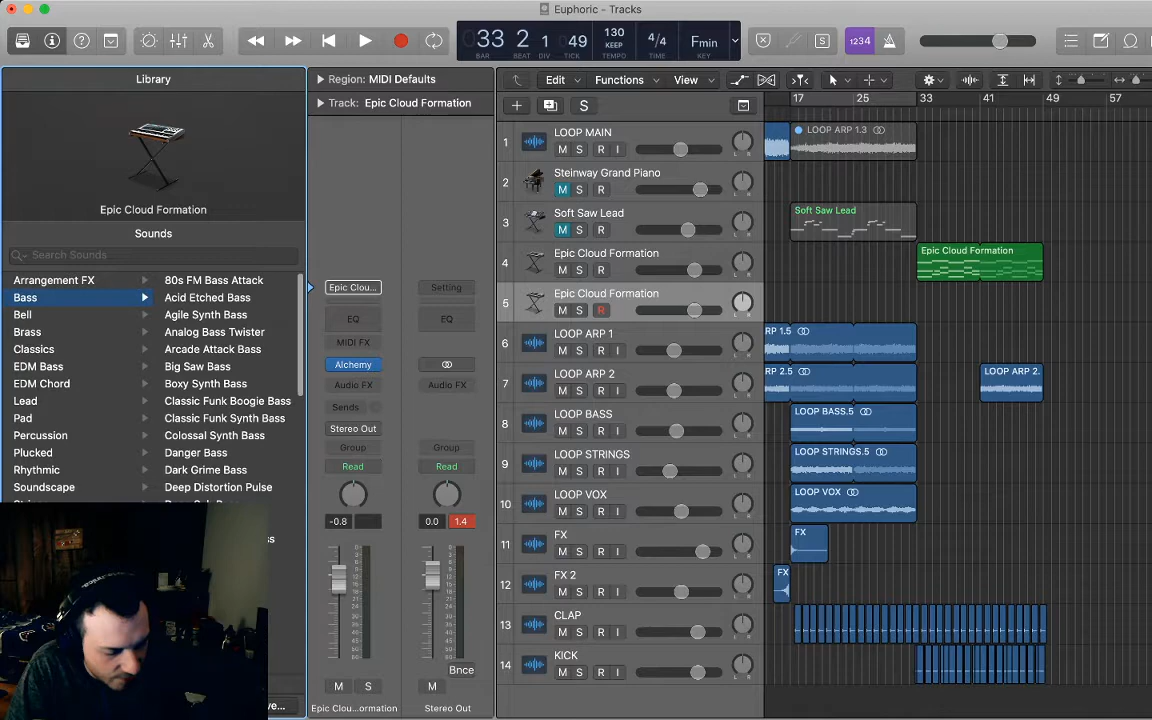 Euphoric - Tracks
33 2 1 49
BAR BEAT DIV TICK
130
KEEP
TEMPO
4/4
TIME
Fmin
KEY
1234
Library
Epic Cloud Formation
Sounds
Search Sounds
Arrangement FX
Bass
Bell
Brass
Classics
EDM Bass
EDM Chord
Lead
Pad
Percussion
Plucked
Rhythmic
Soundscape
80s FM Bass Attack
Acid Etched Bass
Agile Synth Bass
Analog Bass Twister
Arcade Attack Bass
Big Saw Bass
Boxy Synth Bass
Classic Funk Boogie Bass
Classic Funk Synth Bass
Colossal Synth Bass
Danger Bass
Dark Grime Bass
Deep Distortion Pulse
ve...
Region: MIDI Defaults
Track: Epic Cloud Formation
Epic Clou...
EQ
MIDI FX
Alchemy
Audio FX
Sends
Stereo Out
Group
Read
-0.8
M S
Epic Clou...ormation
Setting
EQ
Audio FX
Group
Read
0.0 1.4
Bnce
M
Stereo Out
Edit Functions View
S
17 25 33 41 49 57
1 LOOP MAIN
M S R I
LOOP ARP 1.3
2 Steinway Grand Piano
M S R
3 Soft Saw Lead
M S R
Soft Saw Lead
4 Epic Cloud Formation
M S R
Epic Cloud Formation
5 Epic Cloud Formation
M S R
6 LOOP ARP 1
M S R I
RP 1.5
7 LOOP ARP 2
M S R I
RP 2.5
LOOP ARP 2.
8 LOOP BASS
M S R I
LOOP BASS.5
9 LOOP STRINGS
M S R I
LOOP STRINGS.5
10 LOOP VOX
M S R I
LOOP VOX
11 FX
M S R I
FX
12 FX 2
M S R I
FX
13 CLAP
M S R I
14 KICK
M S R I